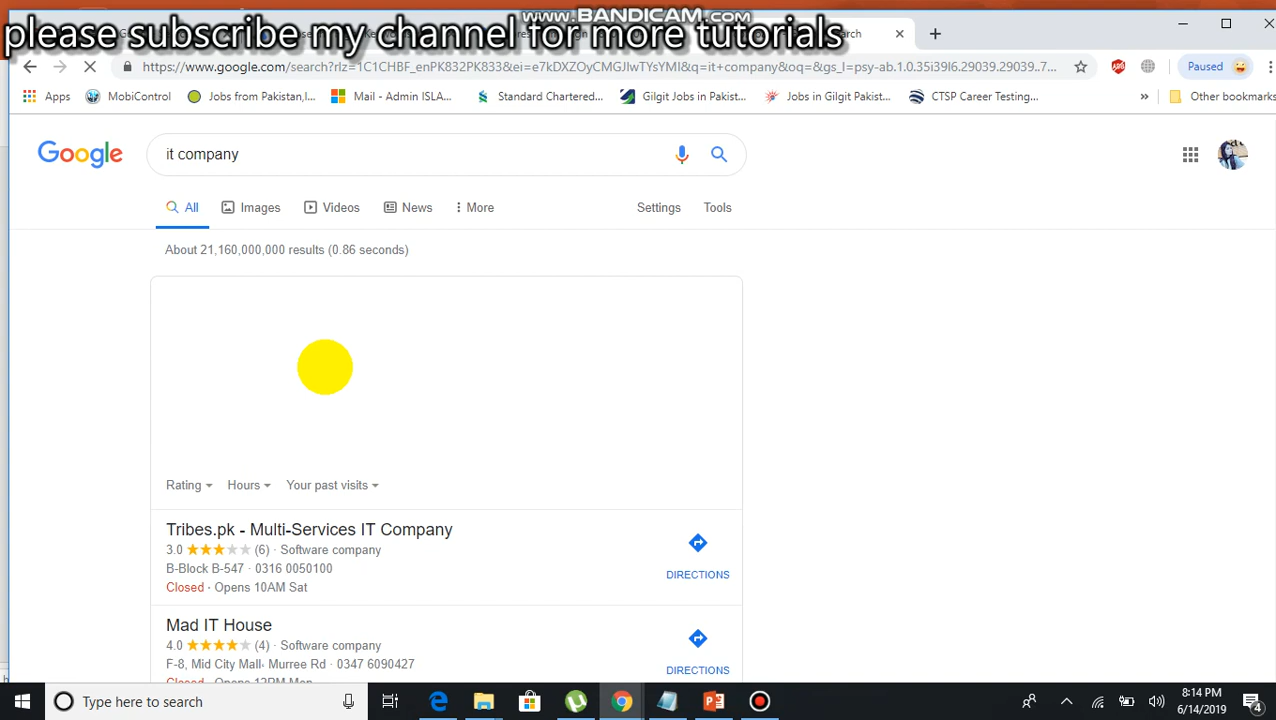 www.BANDICAM.com
please subscribe my channel for more tutorials
https://www.google.com/search?rlz=1C1CHBF_enPK832PK833&ei=e7kDXZOyCMGJlwTYsYMI&q=it+company&oq=&gs_l=psy-ab.1.0.35i39l6.29039.29039..7...
Paused
Apps
MobiControl
Jobs from Pakistan,I...
Mail - Admin ISLA...
Standard Chartered...
Gilgit Jobs in Pakist...
Jobs in Gilgit Pakist...
CTSP Career Testing...
»
Other bookmarks
Google
it company
All
Images
Videos
News
More
Settings
Tools
About 21,160,000,000 results (0.86 seconds)
Rating
Hours
Your past visits
Tribes.pk - Multi-Services IT Company
3.0 (6) · Software company
B-Block B-547 · 0316 0050100
Closed · Opens 10AM Sat
DIRECTIONS
Mad IT House
4.0 (4) · Software company
F-8, Mid City Mall، Murree Rd · 0347 6090427
Closed · Opens 12PM Mon
DIRECTIONS
Type here to search
8:14 PM
6/14/2019
4